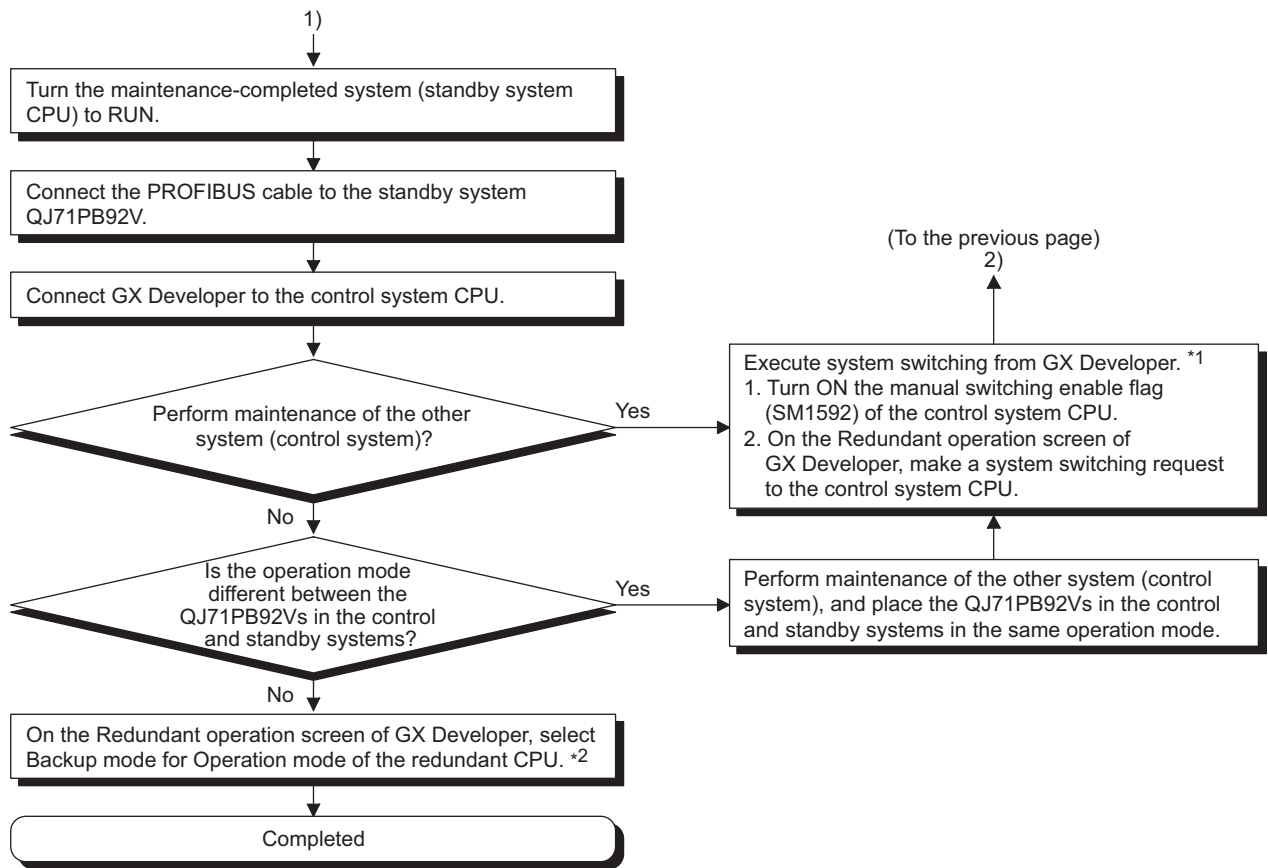 1)
Turn the maintenance-completed system (standby system
CPU) to RUN.
Connect the PROFIBUS cable to the standby system
QJ71PB92V.
Connect GX Developer to the control system CPU.
Perform maintenance of the other
system (control system)?
Yes
No
(To the previous page)
2)
Execute system switching from GX Developer. *1
1. Turn ON the manual switching enable flag
(SM1592) of the control system CPU.
2. On the Redundant operation screen of
GX Developer, make a system switching request
to the control system CPU.
Is the operation mode
different between the
QJ71PB92Vs in the control
and standby systems?
Yes
No
Perform maintenance of the other system (control
system), and place the QJ71PB92Vs in the control
and standby systems in the same operation mode.
On the Redundant operation screen of GX Developer, select
Backup mode for Operation mode of the redundant CPU. *2
Completed